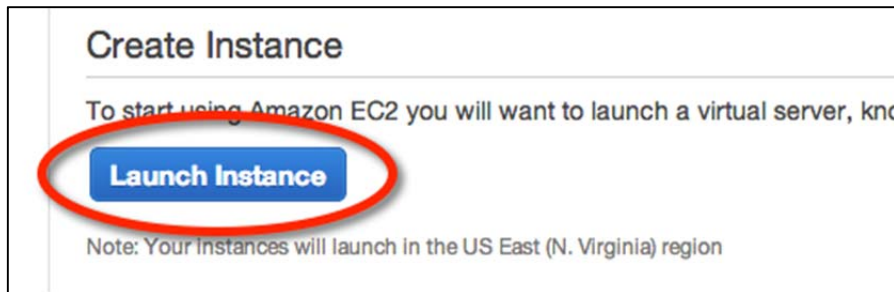 Create Instance
To start using Amazon EC2 you will want to launch a virtual server, kno
Launch Instance
Note: Your instances will launch in the US East (N. Virginia) region